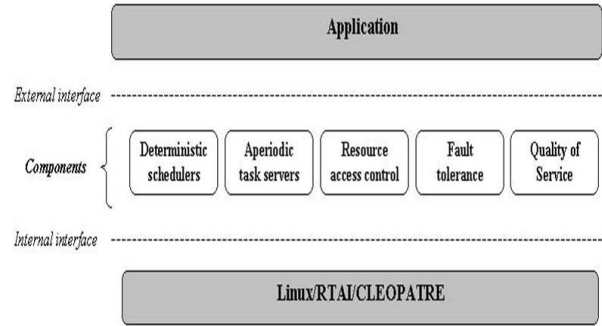 Application
External interface
Components
Deterministic
schedulers
Aperiodic
task servers
Resource
access control
Fault
tolerance
Quality of
Service
Internal interface
Linux/RTAI/CLEOPATRE